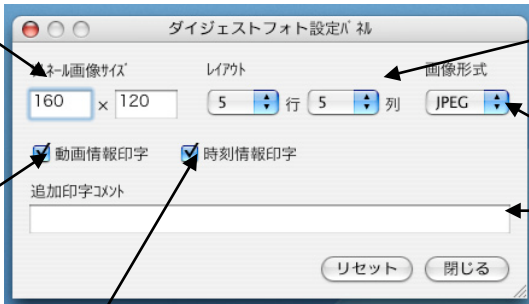 ダイジェストフォト設定パネル
ネール画像サイズ レイアウト 画像形式
160 × 120 5 行 5 列 JPEG
動画情報印字 時刻情報印字
追加印字コメント
リセット 閉じる